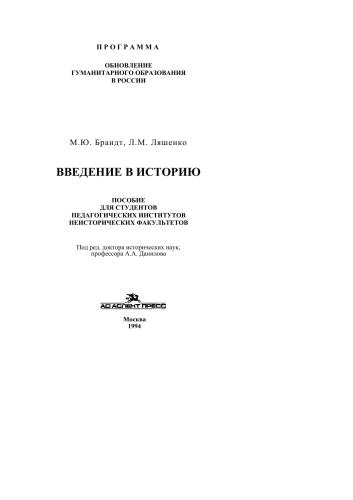 ПРОГРАММА
ОБНОВЛЕНИЕ
ГУМАНИТАРНОГО ОБРАЗОВАНИЯ
В РОССИИ
М.Ю. Брандт, Л.М. Ляшенко
ВВЕДЕНИЕ В ИСТОРИЮ
ПОСОБИЕ
ДЛЯ СТУДЕНТОВ
ПЕДАГОГИЧЕСКИХ ИНСТИТУТОВ
НЕИСТОРИЧЕСКИХ ФАКУЛЬТЕТОВ
Под ред. доктора исторических наук,
профессора А.А. Данилова
АО АСПЕНТ ПРЕСС
Москва
1994